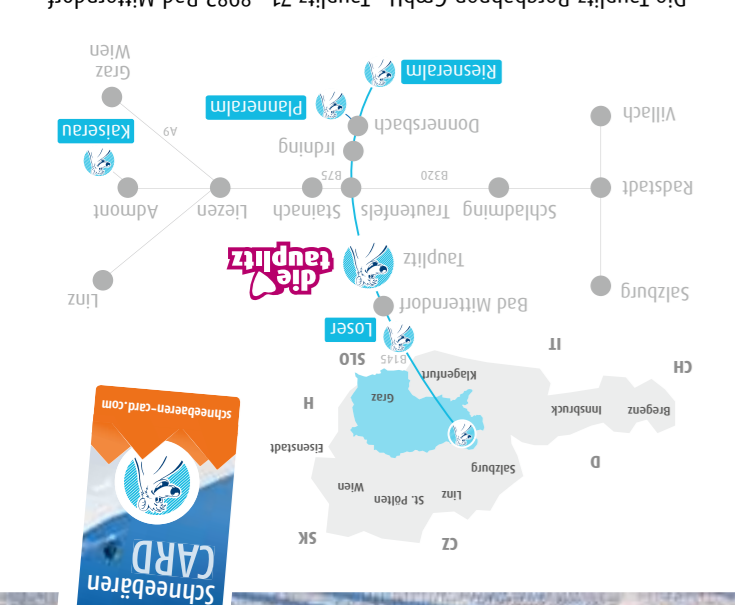 Schneebären
CARD
schneebaeren-card.com
CZ
SK
Linz
St. Pölten
Wien
Salzburg
D
Eisenstadt
Bregenz
Innsbruck
H
Graz
Klagenfurt
CH
IT
SLO
B145
Loser
Salzburg
Bad Mitterndorf
Linz
Tauplitz
die
tauplitz
Radstadt
Schladming
Trautenfels
Stainach
Liezen
Admont
B320
B75
Irdning
Kaiserau
A9
Villach
Donnersbach
Planneralm
Riesneralm
Graz
Wien
Die Tauplitz Bergbahnen GmbH · Tauplitz 71 · 8982 Bad Mitterndorf